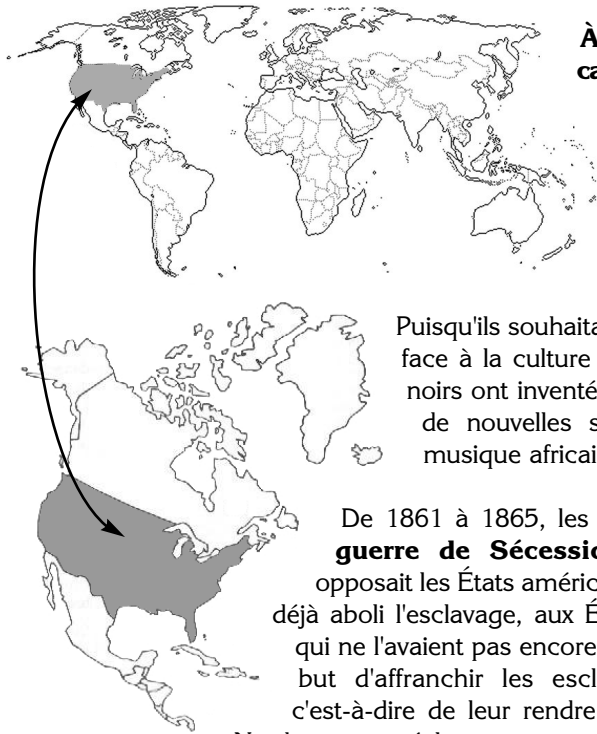 À
ca
Puisqu'ils souhaita
face à la culture
noirs ont inventé
de nouvelles s
musique africai
De 1861 à 1865, les
guerre de Sécessio
opposait les États améric
déjà aboli l'esclavage, aux É
qui ne l'avaient pas encore
but d'affranchir les escl
c'est-à-dire de leur rendre